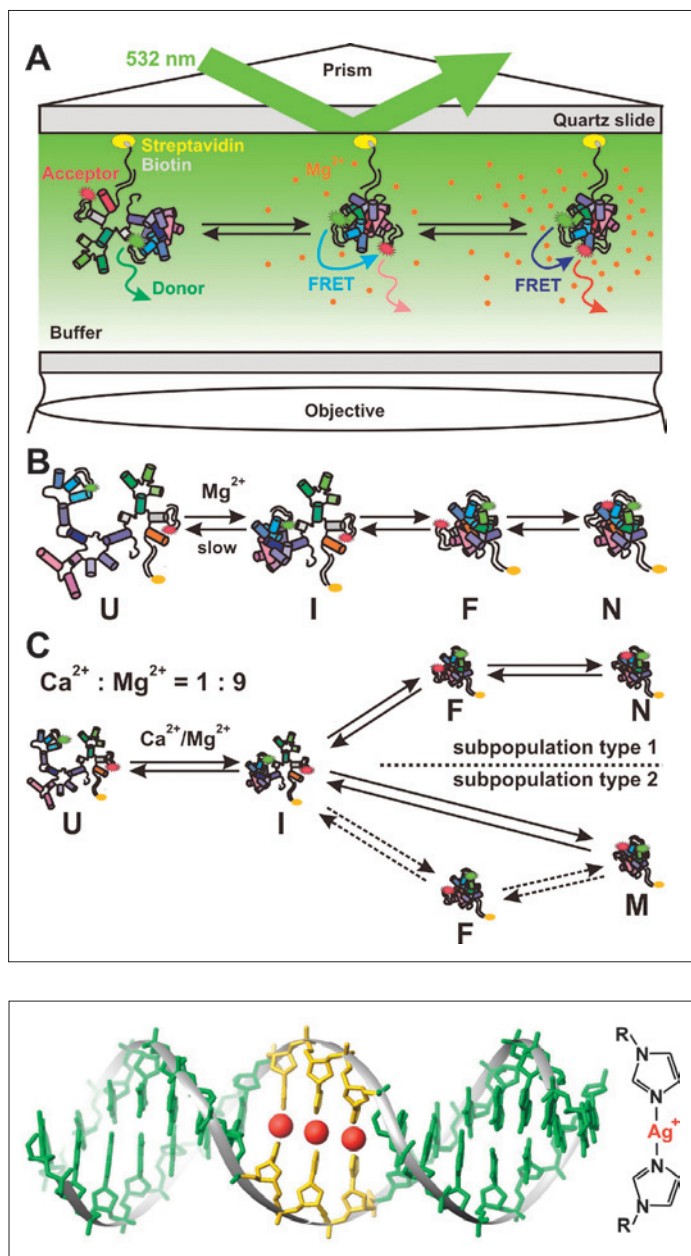 A
532 nm
Prism
Quartz slide
Streptavidin
Biotin
Acceptor
Mg²⁺
FRET
FRET
Donor
Buffer
Objective
B
Mg²⁺
slow
U I F N
C
Ca²⁺ : Mg²⁺ = 1 : 9
Ca²⁺/Mg²⁺
F N
subpopulation type 1
subpopulation type 2
U I
M
F
R
N
N
Ag⁺
N
N
R